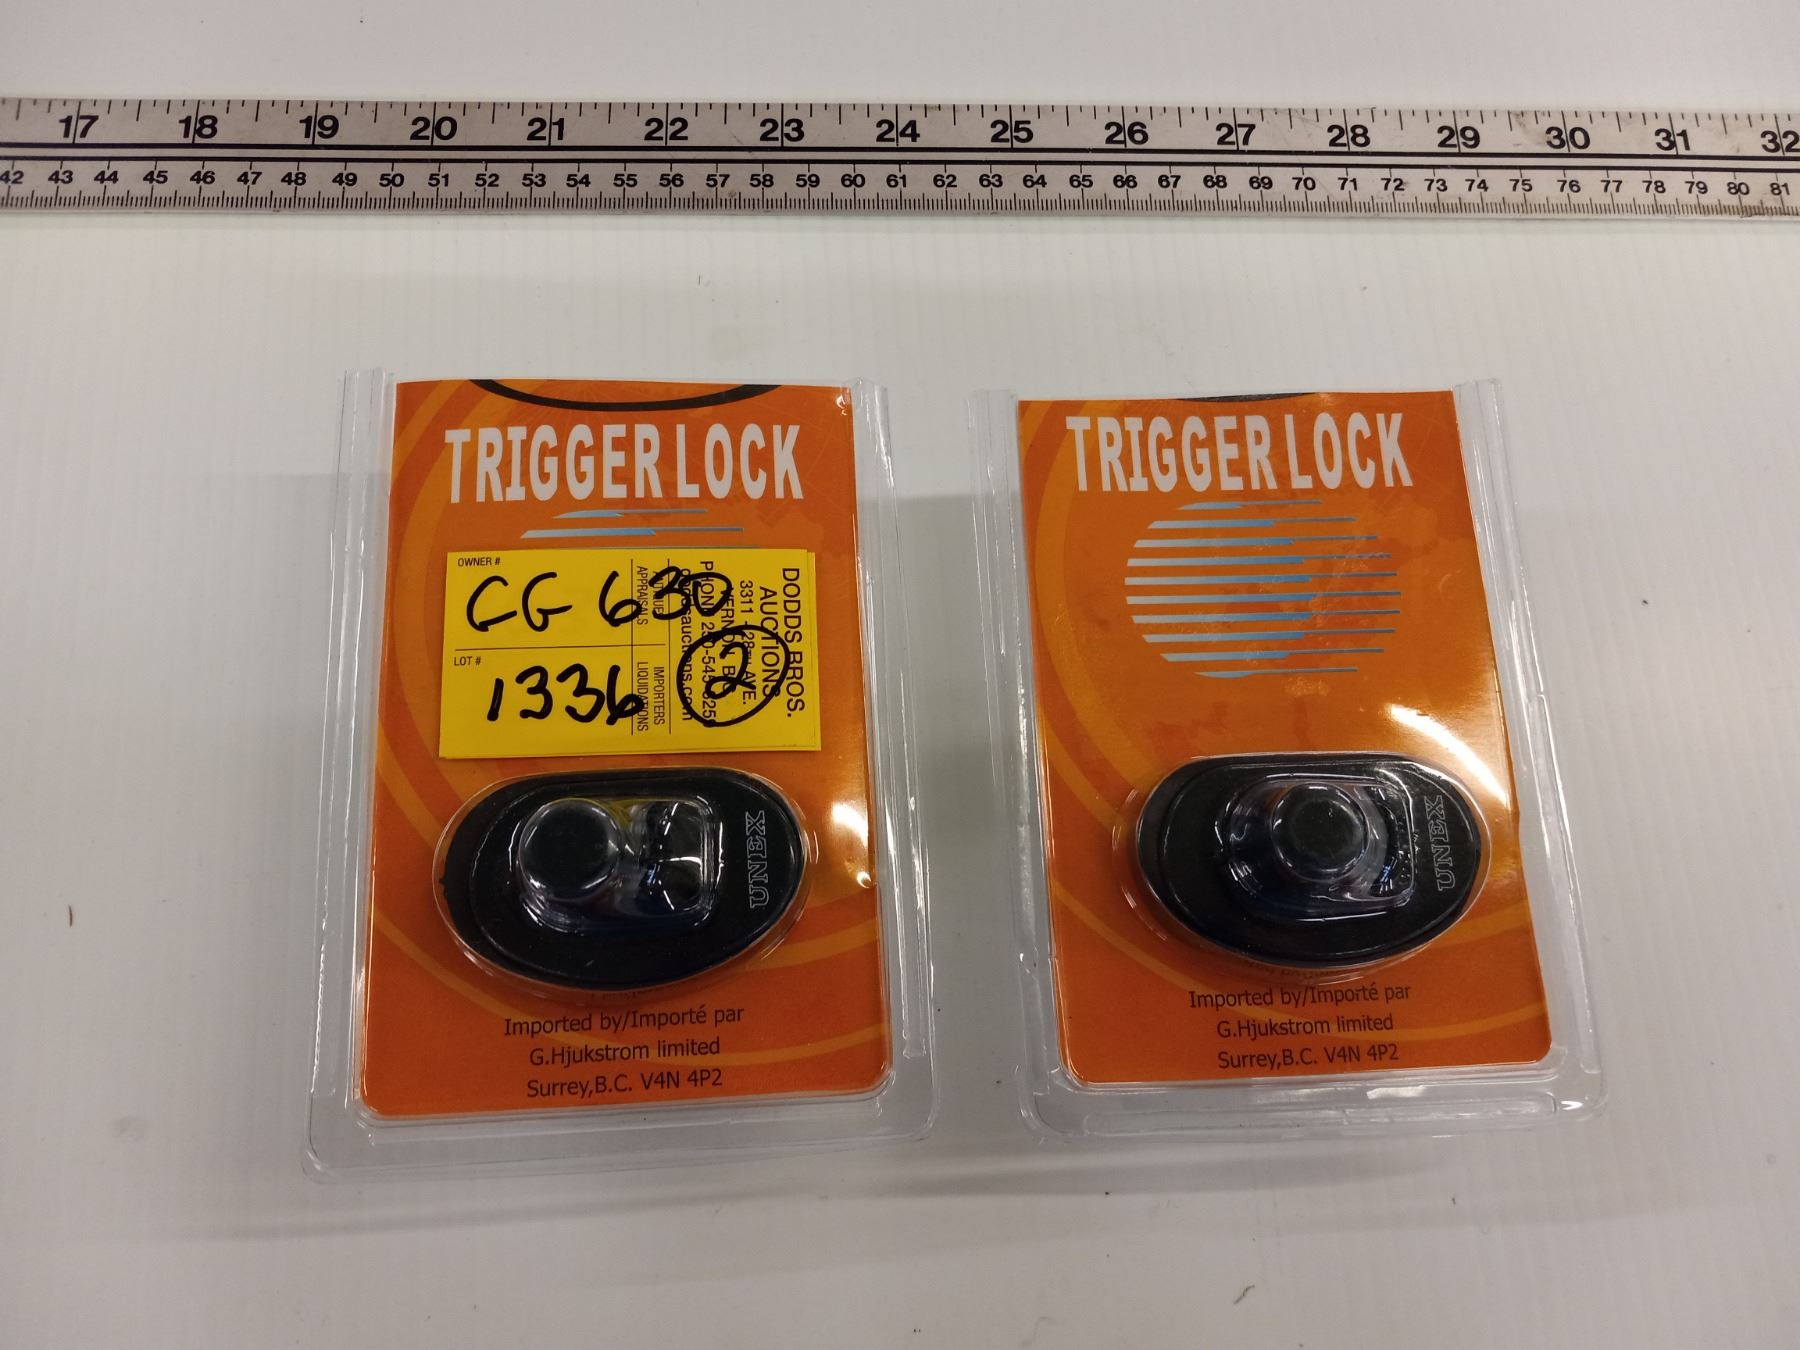 17 18 19 20 21 22 23 24 25 26 27 28 29 30 31 32
42 43 44 45 46 47 48 49 50 51 52 53 54 55 56 57 58 59 60 61 62 63 64 65 66 67 68 69 70 71 72 73 74 75 76 77 78 79 80 81
TRIGGER LOCK
OWNER #
CG 630
LOT #
1336
2
DODDS BROS.
AUCTIONS
3311 - 28TH AVE.
APPRAISALS
IMPORTERS
LIQUIDATIONS
UNEX
Imported by/Importé par
G.Hjukstrom limited
Surrey,B.C. V4N 4P2
TRIGGER LOCK
UNEX
Imported by/Importé par
G.Hjukstrom limited
Surrey,B.C. V4N 4P2